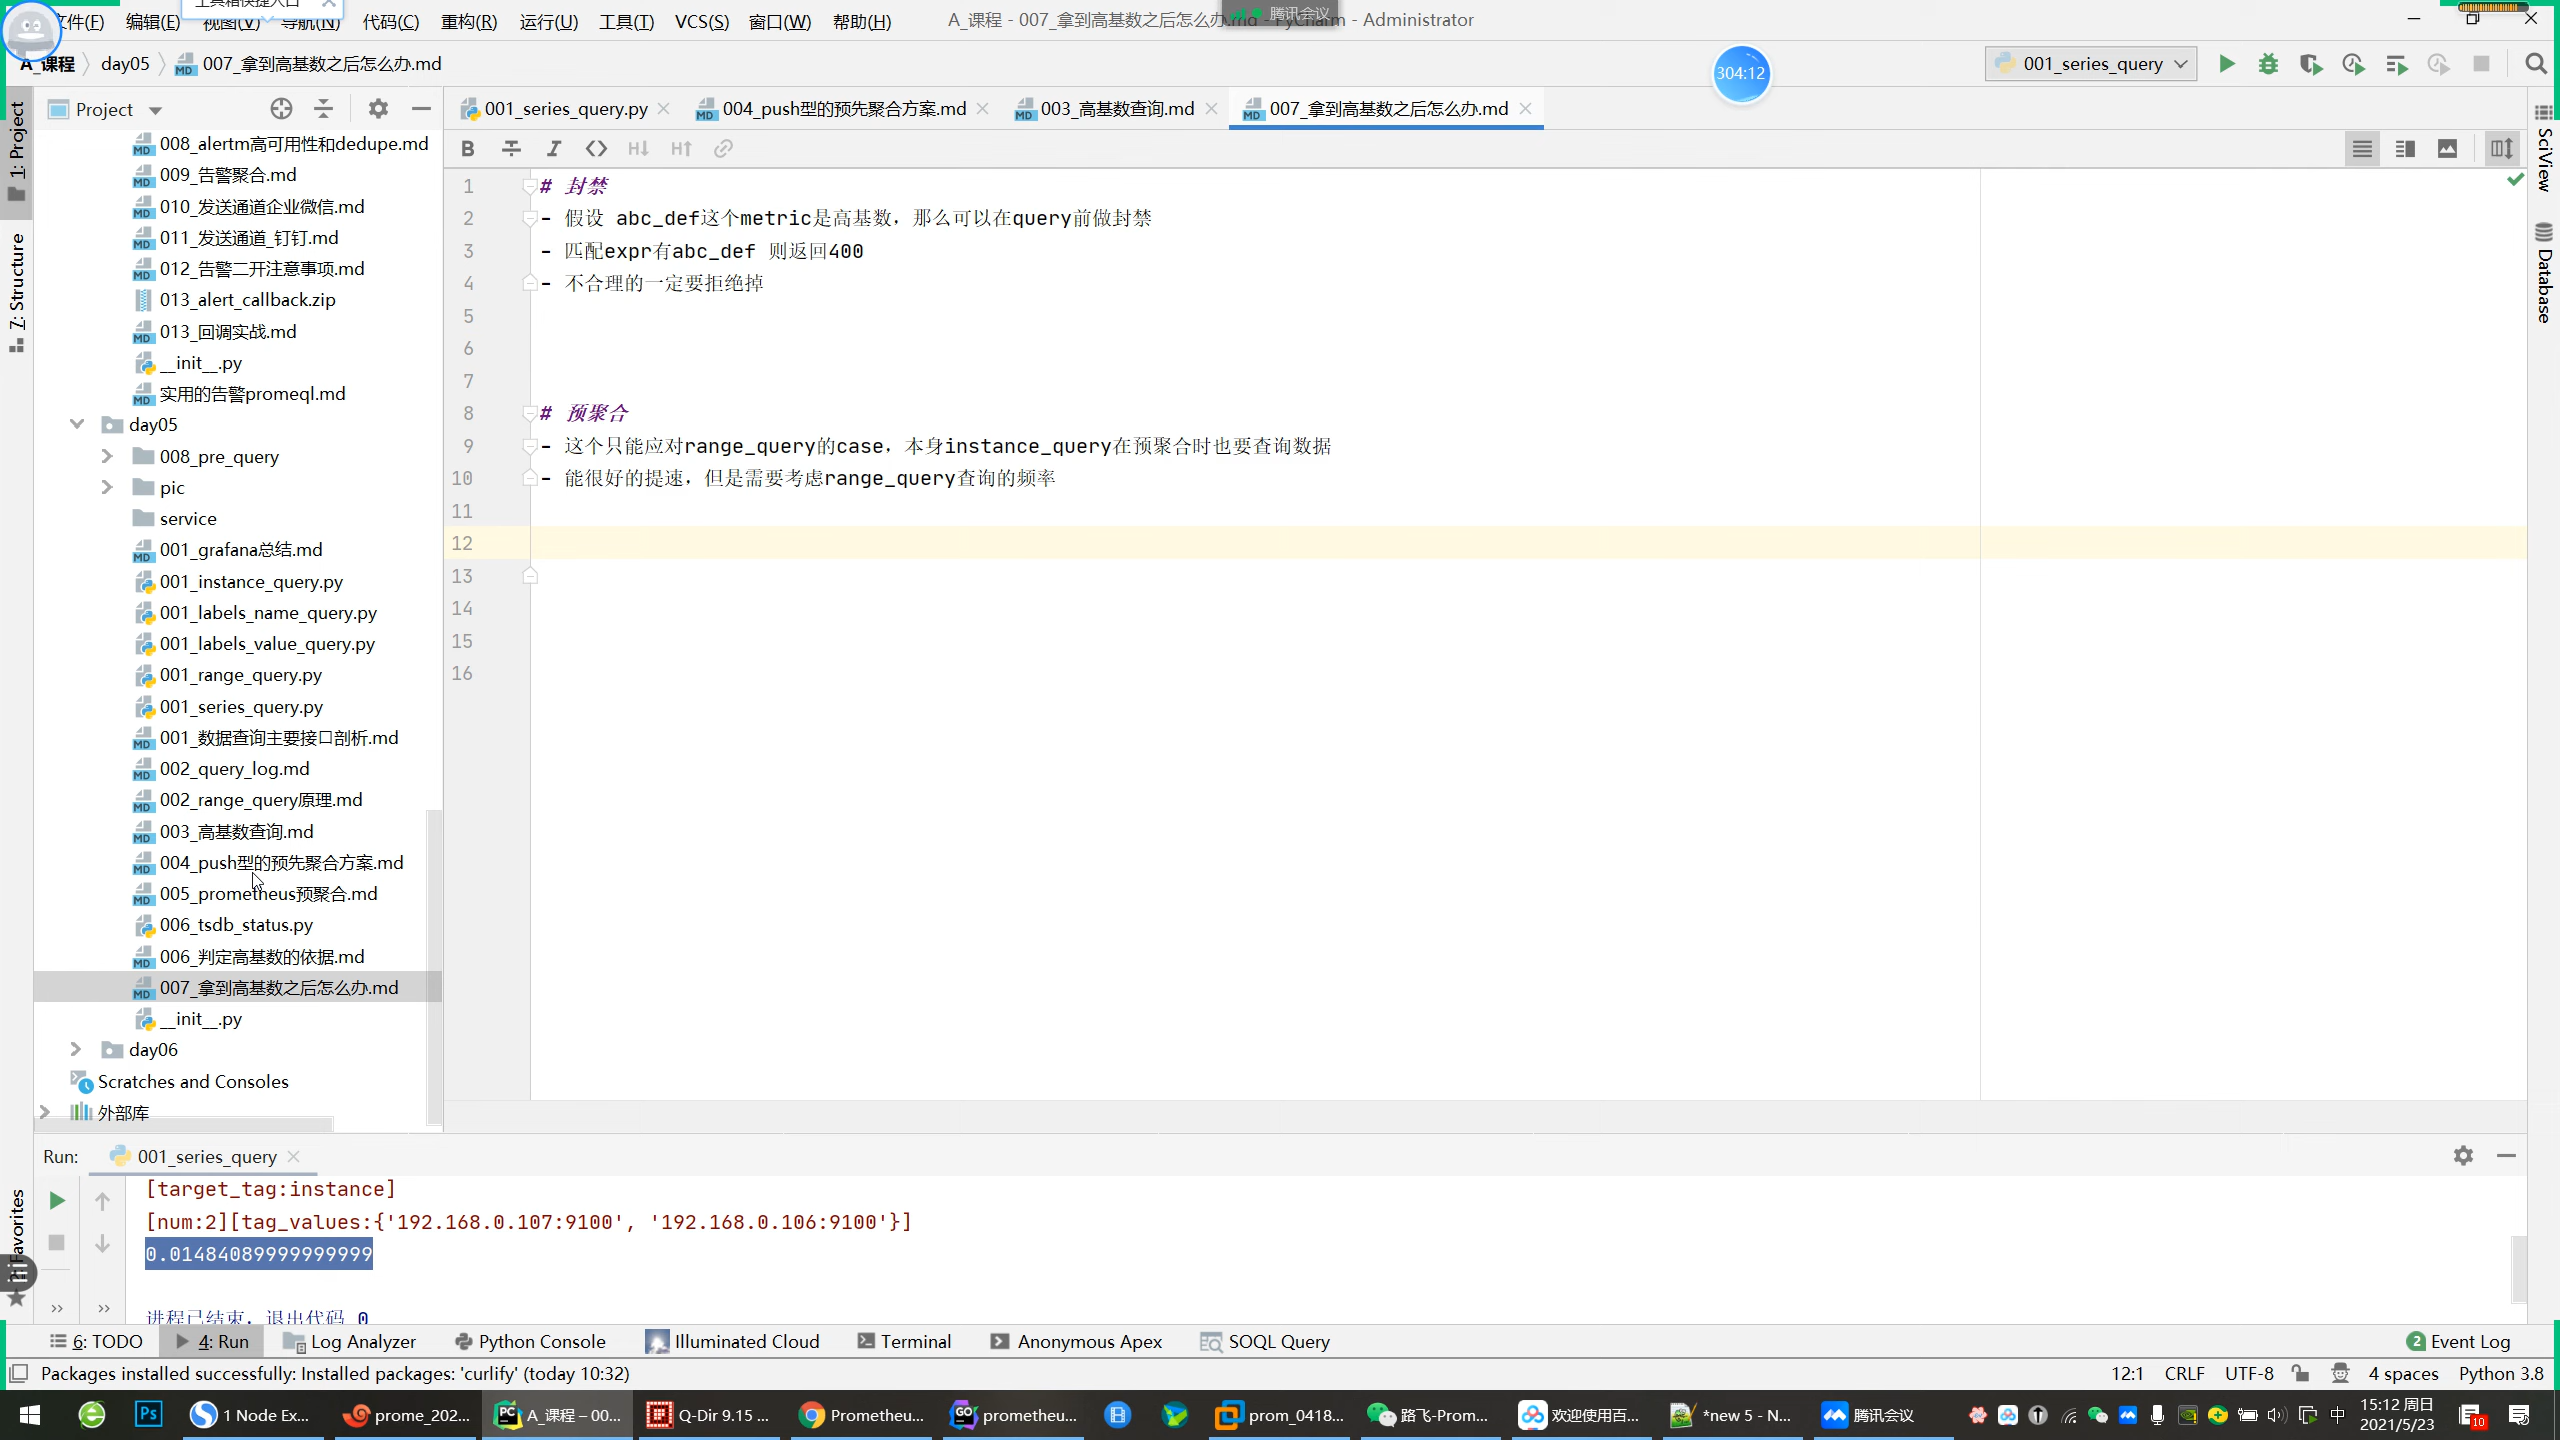 文件(F) 编辑(E) 视图(V) 导航(N) 代码(C) 重构(R) 运行(U) 工具(T) VCS(S) 窗口(W) 帮助(H)
腾讯会议
A_课程 day05 007_拿到高基数之后怎么办.md
304:12
001_series_query
Project
001_series_query.py 004_push型的预先聚合方案.md 003_高基数查询.md 007_拿到高基数之后怎么办.md
1: Project
7: Structure
SciView
Database
008_alertm高可用性和dedupe.md
009_告警聚合.md
010_发送通道企业微信.md
011_发送通道_钉钉.md
012_告警二开注意事项.md
013_alert_callback.zip
013_回调实战.md
__init__.py
实用的告警promeql.md
day05
008_pre_query
pic
service
001_grafana总结.md
001_instance_query.py
001_labels_name_query.py
001_labels_value_query.py
001_range_query.py
001_series_query.py
001_数据查询主要接口剖析.md
002_query_log.md
002_range_query原理.md
003_高基数查询.md
004_push型的预先聚合方案.md
005_prometheus预聚合.md
006_tsdb_status.py
006_判定高基数的依据.md
007_拿到高基数之后怎么办.md
__init__.py
day06
Scratches and Consoles
外部库
1 # 封禁
2 - 假设 abc_def这个metric是高基数，那么可以在query前做封禁
3 - 匹配expr有abc_def 则返回400
4 - 不合理的一定要拒绝掉
5
6
7
8 # 预聚合
9 - 这个只能应对range_query的case，本身instance_query在预聚合时也要查询数据
10 - 能很好的提速，但是需要考虑range_query查询的频率
11
12
13
14
15
16
Run: 001_series_query
[target_tag:instance]
[num:2][tag_values:{'192.168.0.107:9100', '192.168.0.106:9100'}]
0.01484089999999999
进程已结束，退出代码 0
Favorites
6: TODO 4: Run Log Analyzer Python Console Illuminated Cloud Terminal Anonymous Apex SOQL Query 2 Event Log
Packages installed successfully: Installed packages: 'curlify' (today 10:32) 12:1 CRLF UTF-8 4 spaces Python 3.8
1 Node Ex... prome_202... A_课程 – 00... Q-Dir 9.15 ... Prometheu... prometheu... prom_0418... 路飞-Prom... 欢迎使用百... *new 5 - N... 腾讯会议 中 15:12 周日
2021/5/23
10